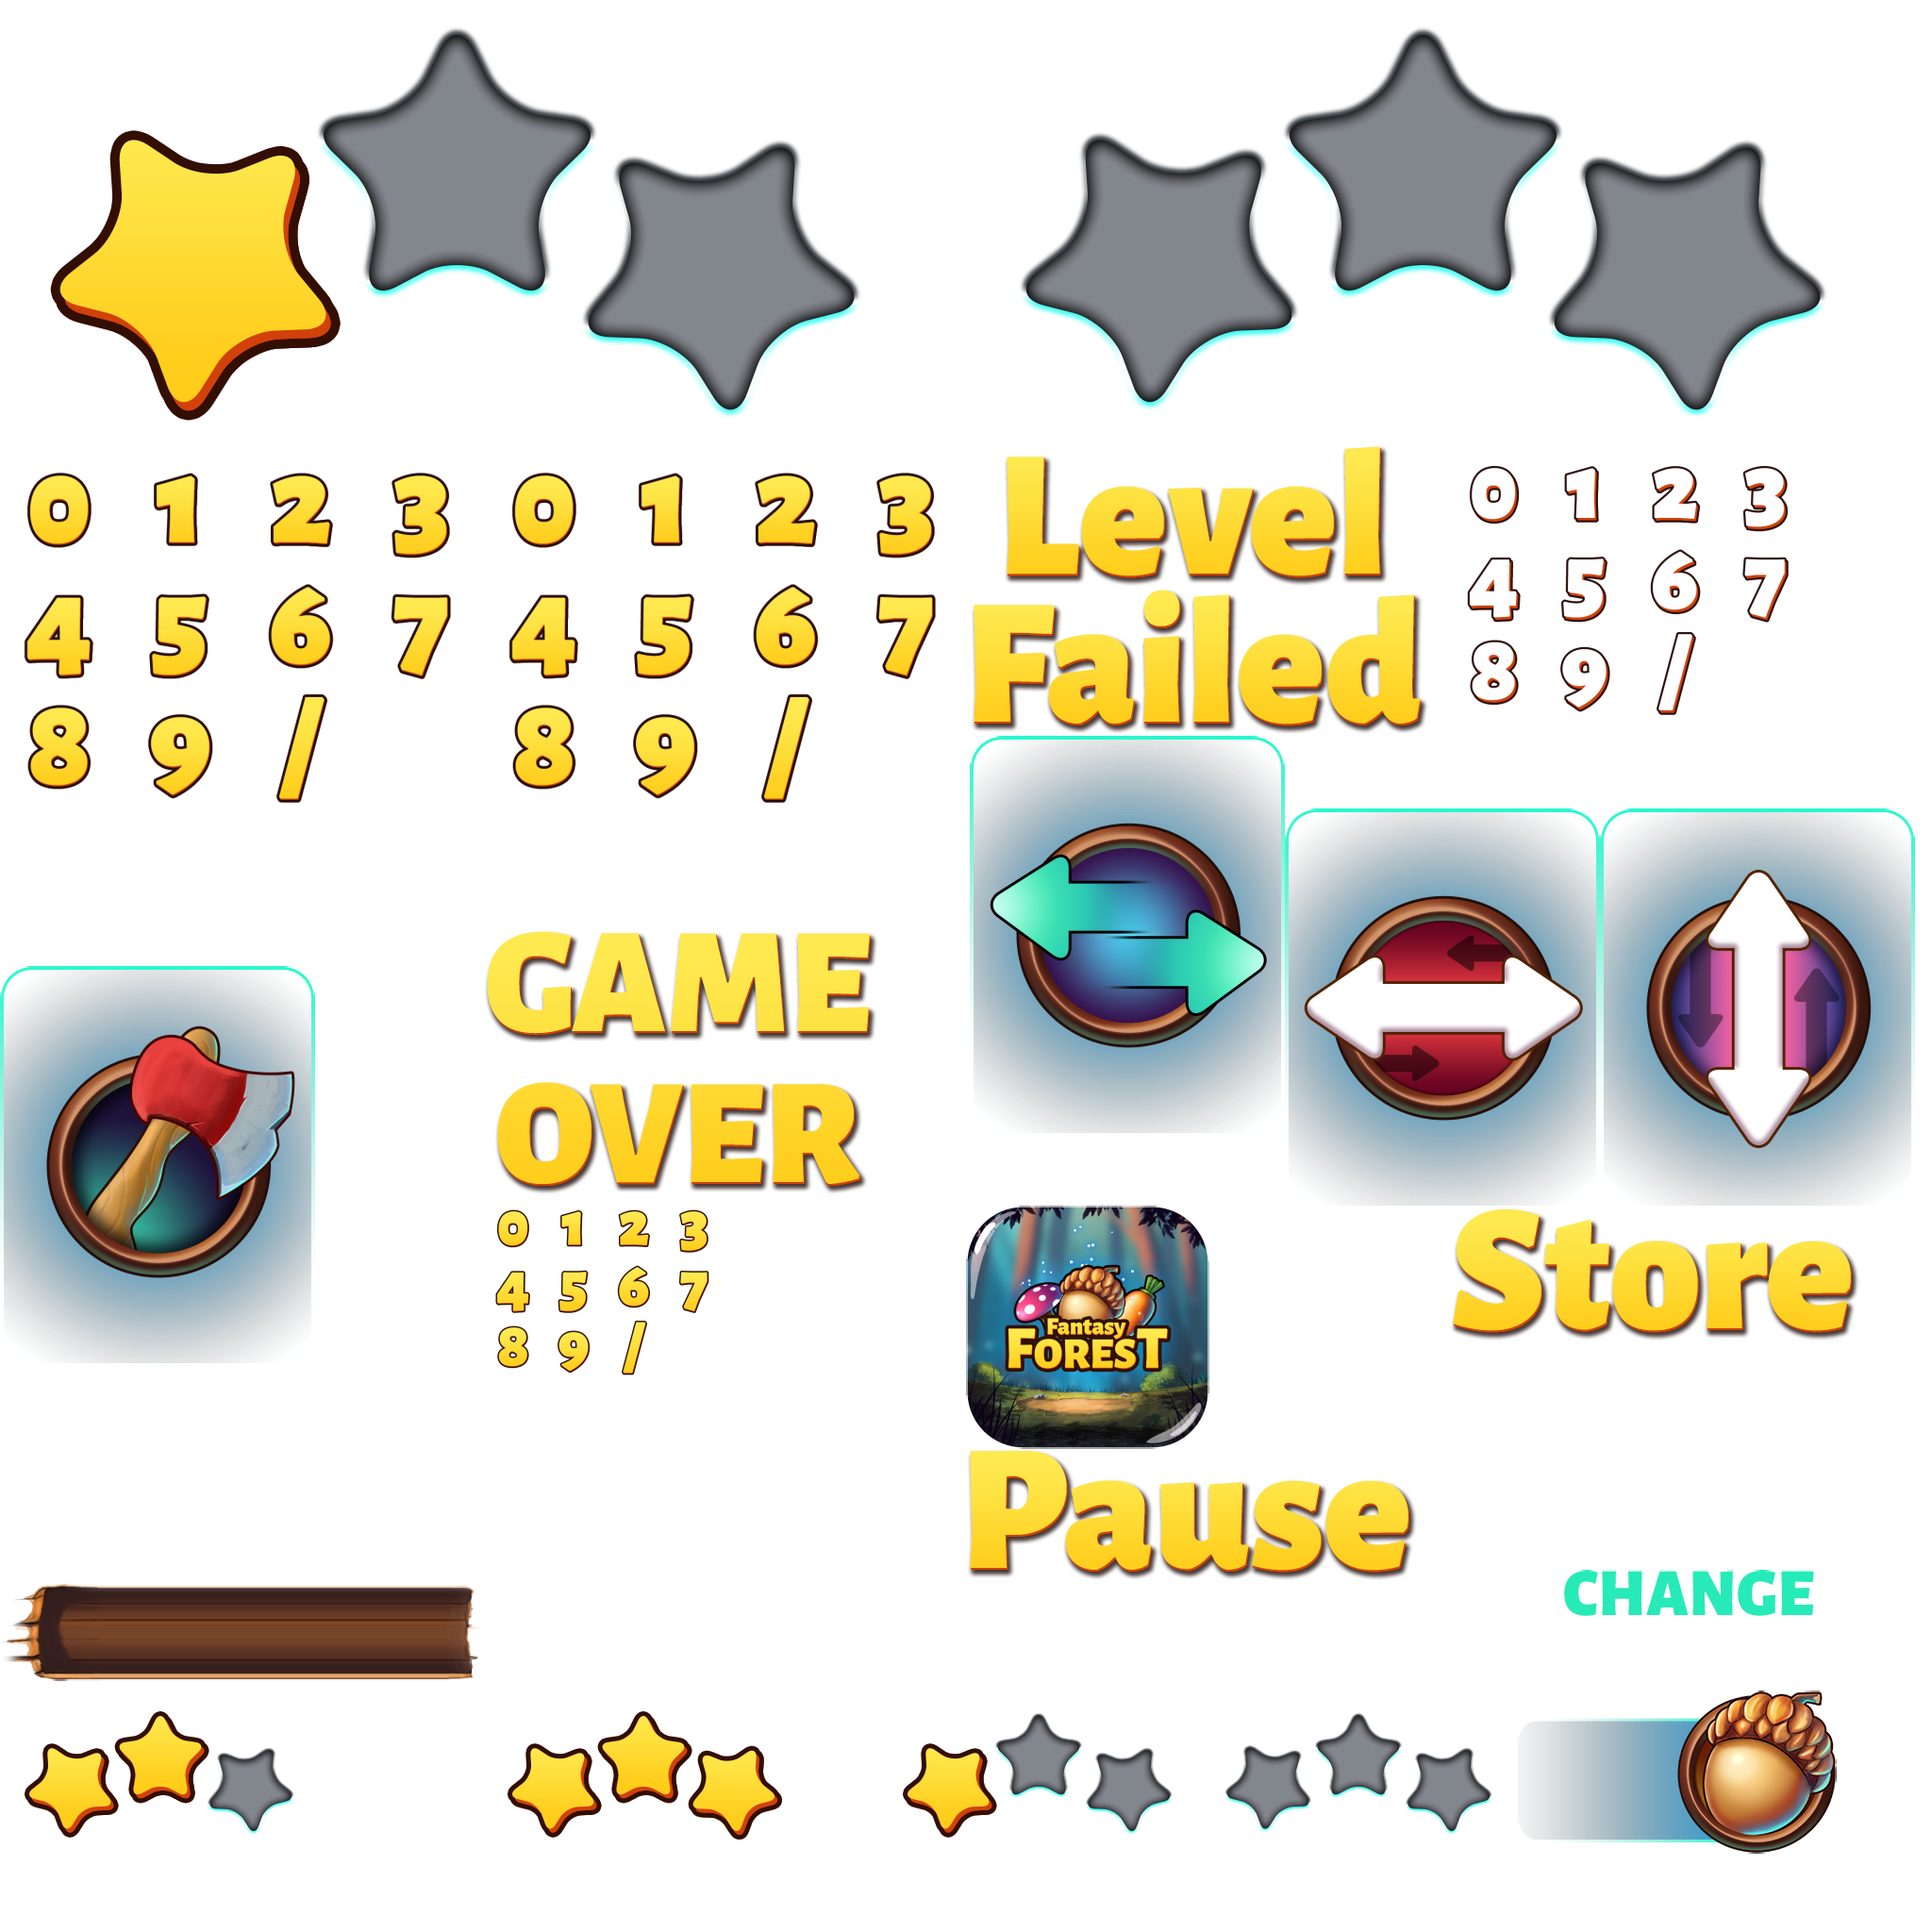 0 1 2 3 0 1 2 3
4 5 6 7 4 5 6 7
8 9 / 8 9 /
Level
Failed
0 1 2 3
4 5 6 7
8 9 /
GAME
OVER
0 1 2 3
4 5 6 7
8 9 /
Fantasy
FOREST
Store
Pause
CHANGE